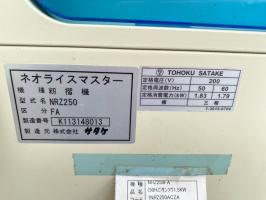 ネオライスマスター
機種 籾摺機
型式名 NRZ250
区分 FA
製造番号 K113148013
製造元 株式会社 サタケ
TOHOKU SATAKE
定格電圧(V) 200
定格周波数(Hz) 50 60
定格消費電力(kW) 1.83 1.79
相 三相
NRZ250-FA